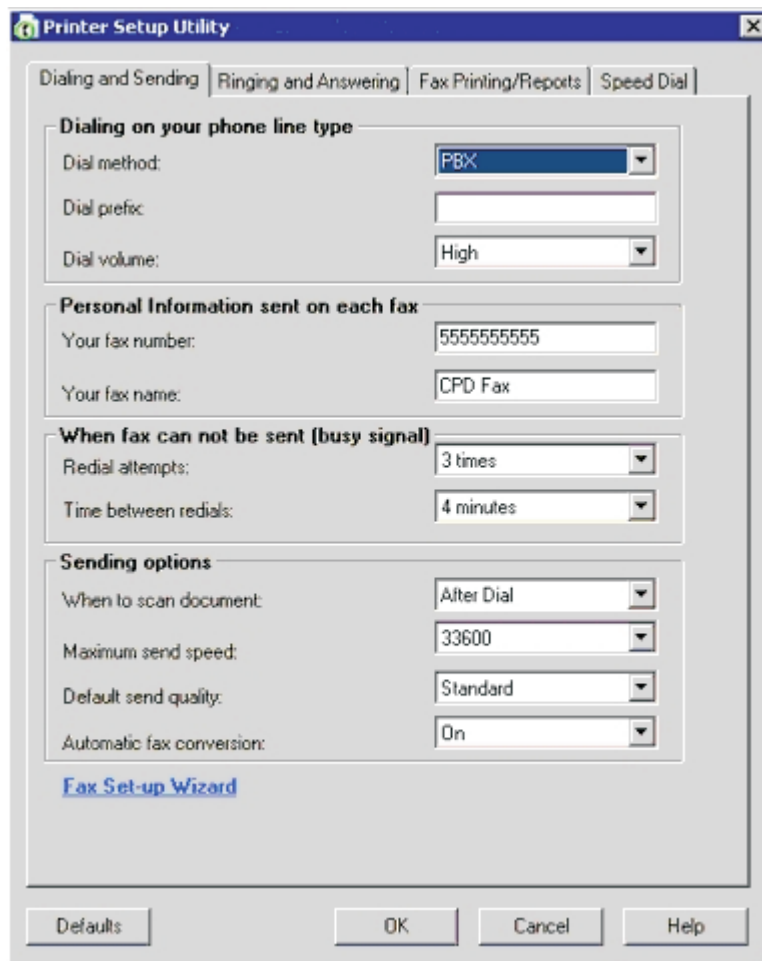 Printer Setup Utility
Dialing and Sending Ringing and Answering Fax Printing/Reports Speed Dial
Dialing on your phone line type
Dial method: PBX
Dial prefix:
Dial volume: High
Personal Information sent on each fax
Your fax number: 5555555555
Your fax name: CPD Fax
When fax can not be sent (busy signal)
Redial attempts: 3 times
Time between redials: 4 minutes
Sending options
When to scan document: After Dial
Maximum send speed: 33600
Default send quality: Standard
Automatic fax conversion: On
Fax Set-up Wizard
Defaults OK Cancel Help